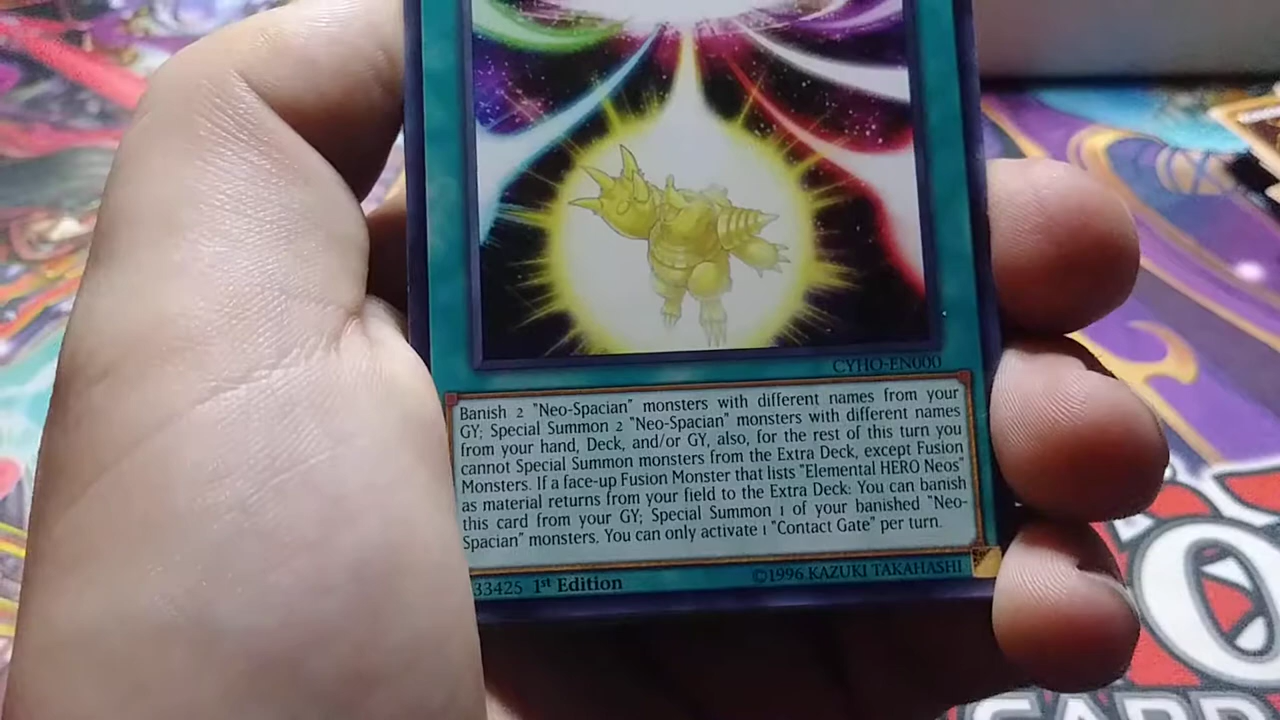 CYHO-EN000
Banish 2 "Neo-Spacian" monsters with different names from your
GY; Special Summon 2 "Neo-Spacian" monsters with different names
from your hand, Deck, and/or GY, also, for the rest of this turn you
cannot Special Summon monsters from the Extra Deck, except Fusion
Monsters. If a face-up Fusion Monster that lists "Elemental HERO Neos"
as material returns from your field to the Extra Deck: You can banish
this card from your GY; Special Summon 1 of your banished "Neo-
Spacian" monsters. You can only activate 1 "Contact Gate" per turn.
33425 1st Edition
©1996 KAZUKI TAKAHASHI
CARD